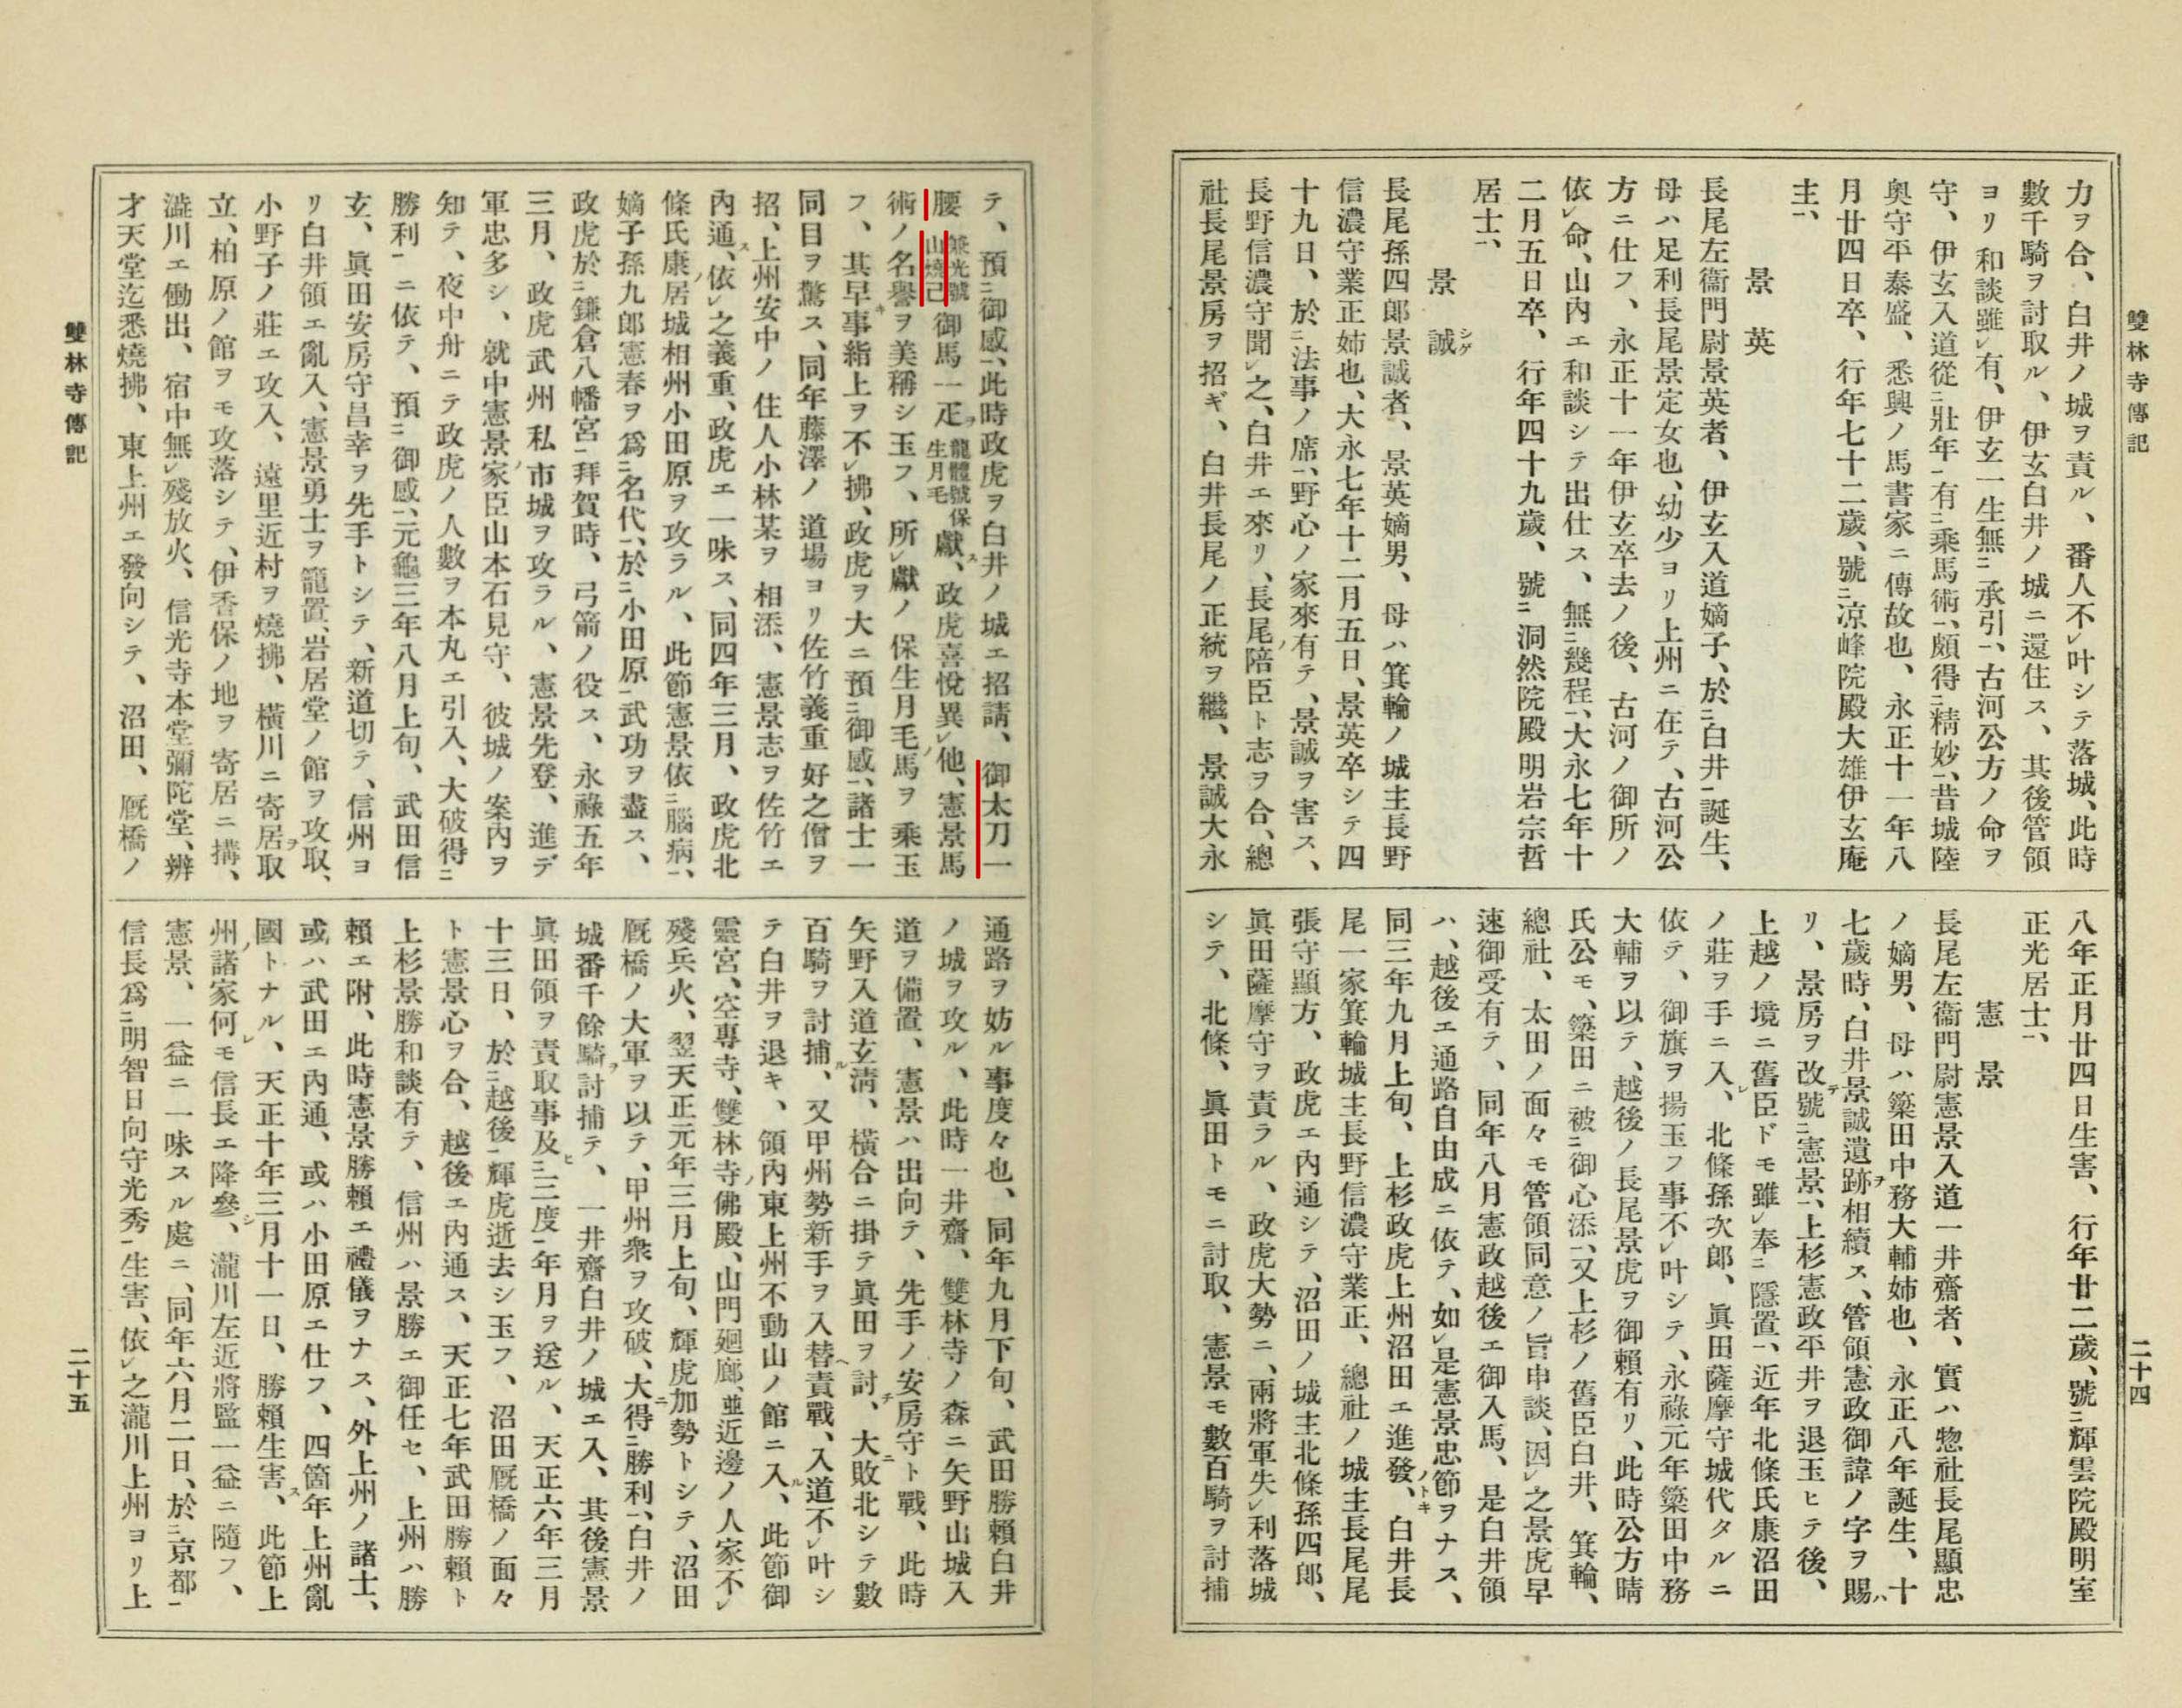 雙林寺傳記
二十四
力ヲ合、白井ノ城ヲ責ル、番人不㆑叶シテ落城、此時
數千騎ヲ討取ル、伊玄白井ノ城ニ還住ス、其後管領
ヨリ和談雖㆑有、伊玄一生無㆓承引㆒、古河公方ノ命ヲ
守、伊玄入道從㆓壯年㆒有㆓乘馬術㆒、頗得㆓精妙㆒、昔城陸
奥守平泰盛、悉興ノ馬書家ニ傳故也、永正十一年八
月廿四日卒、行年七十二歲、號㆓凉峰院殿大雄伊玄庵
主㆒、
景英
長尾左衞門尉景英者、伊玄入道嫡子、於㆓白井㆒誕生、
母ハ足利長尾景定女也、幼少ヨリ上州ニ在テ、古河公
方ニ仕フ、永正十一年伊玄卒去ノ後、古河ノ御所ノ
依㆑命、山内エ和談シテ出仕ス、無㆓幾程㆒、大永七年十
二月五日卒、行年四十九歲、號㆓洞然院殿明岩宗哲
居士㆒、
景誠シゲ
長尾孫四郎景誠者、景英嫡男、母ハ箕輪ノ城主長野
信濃守業正姉也、大永七年十二月五日、景英卒シテ四
十九日、於㆓法事ノ席㆒、野心ノ家來有テ、景誠ヲ害ス、
長野信濃守聞㆑之、白井エ來リ、長尾ノ陪臣ト志ヲ合、總
社長尾景房ヲ招ギ、白井長尾ノ正統ヲ繼、景誠大永
八年正月廿四日生害、行年廿二歲、號㆓輝雲院殿明室
正光居士㆒、
憲景
長尾左衞門尉憲景入道一井齋者、實ハ惣社長尾顯忠
ノ嫡男、母ハ簗田中務大輔姉也、永正八年誕生、十
七歲時、白井景誠遺跡ヲ相續ス、管領憲政御諱ノ字ヲ賜ハ
リ、景房ヲ改テ號㆓憲景㆒、上杉憲政平井ヲ退玉ヒテ後、
上越ノ境ニ舊臣ドモ雖㆑奉㆓隱置㆒、近年北條氏康沼田
ノ莊ヲ手ニ入レ、北條孫次郎、眞田薩摩守城代タルニ
依テ、御旗ヲ揚玉フ事不㆑叶シテ、永祿元年簗田中務
大輔ヲ以テ、越後ノ長尾景虎ヲ御賴有リ、此時公方晴
氏公モ、簗田ニ被㆓御心添㆒、又上杉ノ舊臣白井、箕輪、
總社、太田ノ面々モ管領同意ノ旨申談、因㆑之景虎早
速御受有テ、同年八月憲政越後エ御入馬、是白井領
ハ、越後エ通路自由成ニ依テ、如㆑是憲景忠節ヲナス、
同三年九月上旬、上杉政虎上州沼田エ進發ノトキ、白井長
尾一家箕輪城主長野信濃守業正、總社ノ城主長尾尾
張守顯方、政虎エ内通シテ、沼田ノ城主北條孫四郎、
眞田薩摩守ヲ責ラル、政虎大勢ニ、兩將軍失㆑利落城
シテ、北條、眞田トモニ討取、憲景モ數百騎ヲ討捕
テ、預㆓御感㆒、此時政虎ヲ白井ノ城エ招請、御太刀一
腰兼光號山燒己御馬一疋ヲ龍體號保生月毛獻ス、政虎喜悅異㆑他、憲景馬
術ノ名譽ヲ美稱シ玉フ、所㆑獻ノ保生月毛ノ馬ヲ乘玉
フ、其早キ事絈上ヲ不㆑拂、政虎ヲ大ニ預㆓御感㆒、諸士一
同目ヲ驚ス、同年藤澤ノ道場ヨリ佐竹義重好之僧ヲ
招、上州安中ノ住人小林某ヲ相添、憲景志ヲ佐竹エ
内通ス、依㆑之義重、政虎エ一味ス、同四年三月、政虎北
條氏康ノ居城相州小田原ヲ攻ラル、此節憲景依㆓腦病㆒、
嫡子孫九郎憲春ヲ爲㆓名代㆒、於㆓小田原㆒武功ヲ盡ス、
政虎於㆓鎌倉八幡宮㆒拜賀時、弓箭ノ役ス、永祿五年
三月、政虎武州私ノ市城ヲ攻ラル、憲景先登、進デ
軍忠多シ、就中憲景家臣山本石見守、彼城ノ案内ヲ
知テ、夜中舟ニテ政虎ノ人數ヲ本丸エ引入、大破得㆓
勝利㆒ニ依テ、預㆓御感㆒、元龜三年八月上旬、武田信
玄、眞田安房守昌幸ヲ先手トシテ、新道切テ、信州ヨ
リ白井領エ亂入、憲景勇士ヲ籠置、岩居堂ノ館ヲ攻取、
小野子ノ莊エ攻入、遠里近村ヲ燒拂、橫川ニ寄居ヲ取
立、柏原ノ館ヲモ攻落シテ、伊香保ノ地ヲ寄居ニ搆、
澁川エ働出、宿中無㆑殘放火、信光寺本堂彌陀堂、辨
才天堂迄悉燒拂、東上州エ發向シテ、沼田、厩橋ノ
通路ヲ妨ル事度々也、同年九月下旬、武田勝賴白井
ノ城ヲ攻ル、此時一井齋、雙林寺ノ森ニ矢野山城入
道ヲ備置、憲景ハ出向テ、先手ノ安房守ト戰、此時
矢野入道玄淸、橫合ニ掛テ眞田ヲ討チ、大ニ敗北シテ數
百騎ヲ討捕ル、又甲州勢新手ヲ入替ヘ責戰、入道不㆑叶シ
テ白井ヲ退キ、領内ノ東上州不動山ノ館ニ入ル、此節御
靈宮、空專寺、雙林寺佛殿、山門廻廊、並近邊ノ人家不㆑
殘兵火、翌天正元年三月上旬、輝虎加勢トシテ、沼田
厩橋ノ大軍ヲ以テ、甲州衆ヲ攻破、大ニ得㆓勝利㆒、白井ノ
城番千餘騎ヲ討捕テ、一井齋白井ノ城エ入、其後憲景
眞田領ヲ責取事及ヒ㆓三度㆒年月ヲ送ル、天正六年三月
十三日、於㆓越後㆒輝虎逝去シ玉フ、沼田厩橋ノ面々
ト憲景心ヲ合、越後エ内通ス、天正七年武田勝賴ト
上杉景勝和談有テ、信州ハ景勝エ御任セ、上州ハ勝
賴エ附、此時憲景勝賴エ禮儀ヲナス、外上州ノ諸士、
或ハ武田エ内通、或ハ小田原エ仕フ、四箇年上州亂
國トナル、天正十年三月十一日、勝賴生害ス、此節上
州ノ諸家何レモ信長エ降參シ、瀧川左近將監一益ニ隨フ、
憲景、一益ニ一味スル處ニ、同年六月二日、於㆓京都㆒
信長爲㆓明智日向守光秀㆒生害、依㆑之瀧川上州ヨリ上
雙林寺傳記
二十五